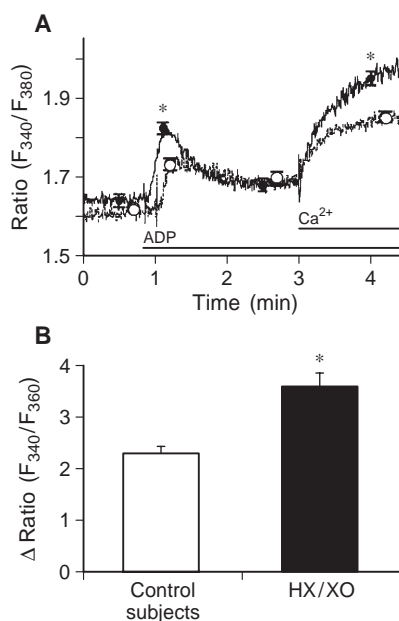 A
*
*
1.9
1.7
1.5
Ratio (F340/F380)
Ca2+
ADP
0
1
2
3
4
Time (min)
B
*
4
3
2
1
0
Δ Ratio (F340/F360)
Control
subjects
HX/XO